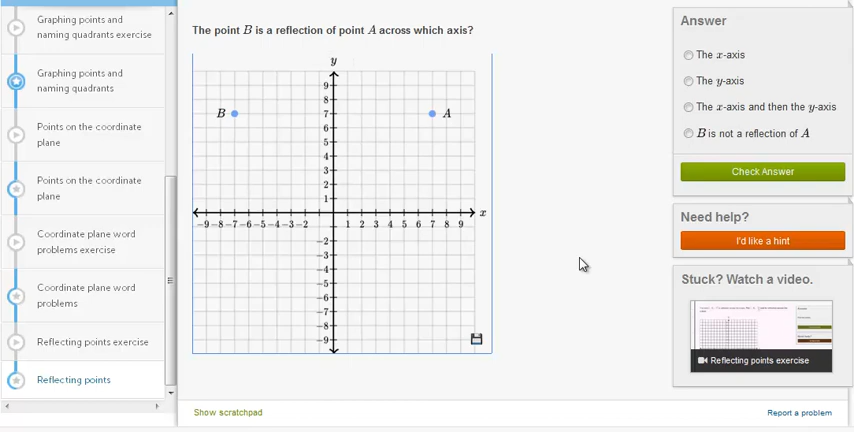 Graphing points and
naming quadrants exercise
Graphing points and
naming quadrants
Points on the coordinate
plane
Points on the coordinate
plane
Coordinate plane word
problems exercise
Coordinate plane word
problems
Reflecting points exercise
Reflecting points
The point B is a reflection of point A across which axis?
y
9
8
B 7 A
6
5
4
3
2
1
x
−9 −8 −7 −6 −5 −4 −3 −2 1 2 3 4 5 6 7 8 9
−2
−3
−4
−5
−6
−7
−8
−9
Show scratchpad
Answer
The x-axis
The y-axis
The x-axis and then the y-axis
B is not a reflection of A
Check Answer
Need help?
I'd like a hint
Stuck? Watch a video.
Reflecting points exercise
Report a problem